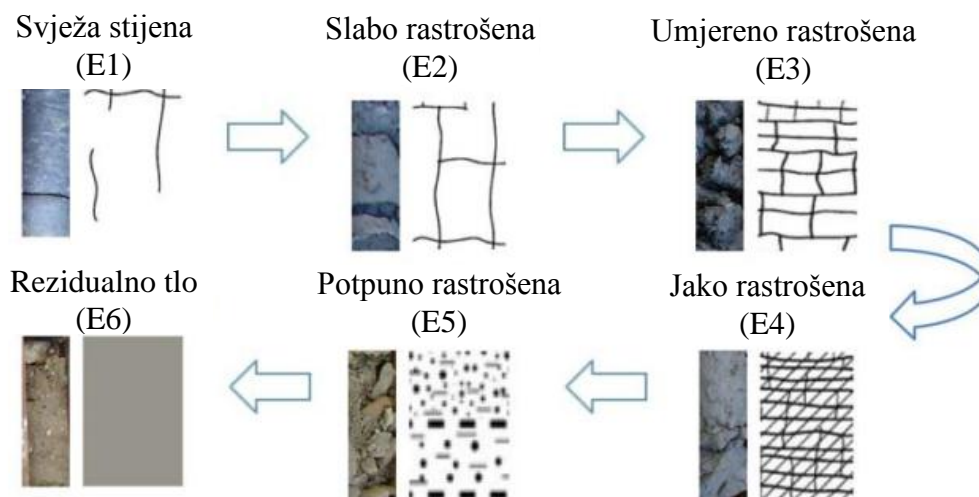 Svježa stijena
(E1)
Slabo rastrošena
(E2)
Umjereno rastrošena
(E3)
Rezidualno tlo
(E6)
Potpuno rastrošena
(E5)
Jako rastrošena
(E4)